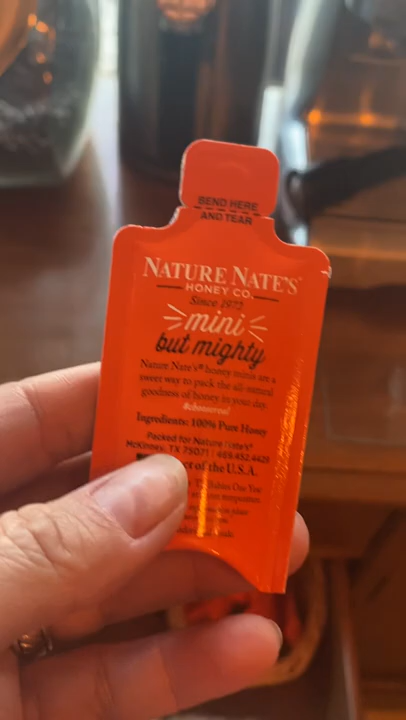 BEND HERE
AND TEAR
NATURE NATE'S
HONEY CO.
Since 1972
mini
but mighty
Nature Nate's® honey minis are a
sweet way to pack the all-natural
goodness of honey in your day.
Ingredients: 100% Pure Honey
Packed for Nature Nate's®
McKinney, TX 75071 | 469.452.4429
of the U.S.A.